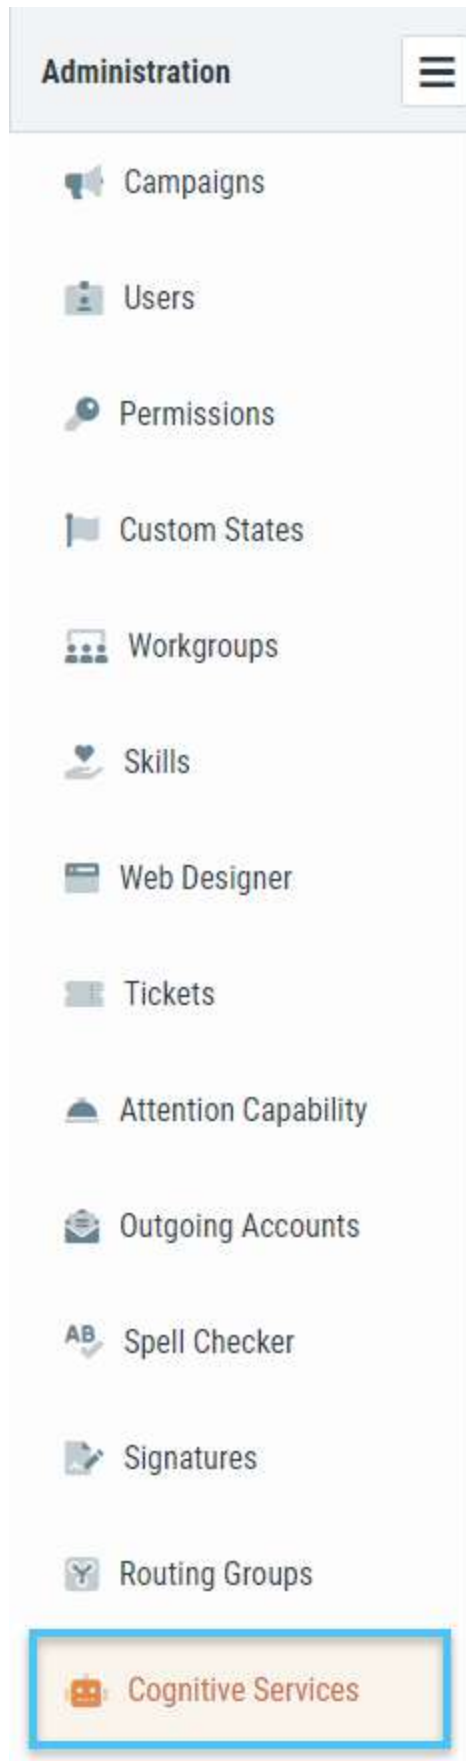 Administration
Campaigns
Users
Permissions
Custom States
Workgroups
Skills
Web Designer
Tickets
Attention Capability
Outgoing Accounts
AB Spell Checker
Signatures
Routing Groups
Cognitive Services